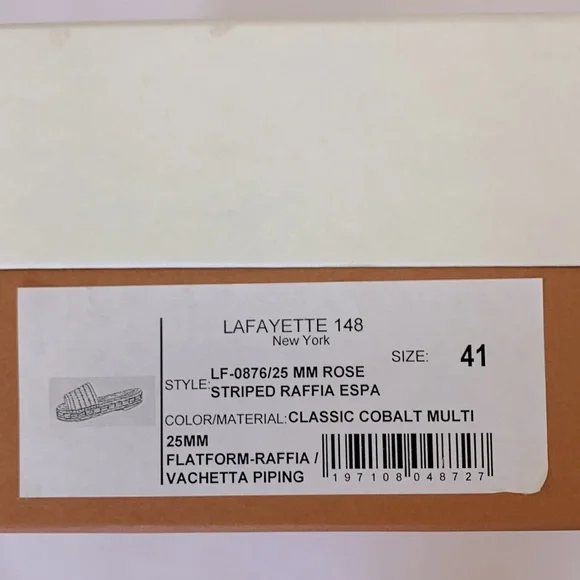 LAFAYETTE 148
New York
SIZE: 41
STYLE: LF-0876/25 MM ROSE
STRIPED RAFFIA ESPA
COLOR/MATERIAL: CLASSIC COBALT MULTI
25MM
FLATFORM-RAFFIA /
VACHETTA PIPING
197108048727